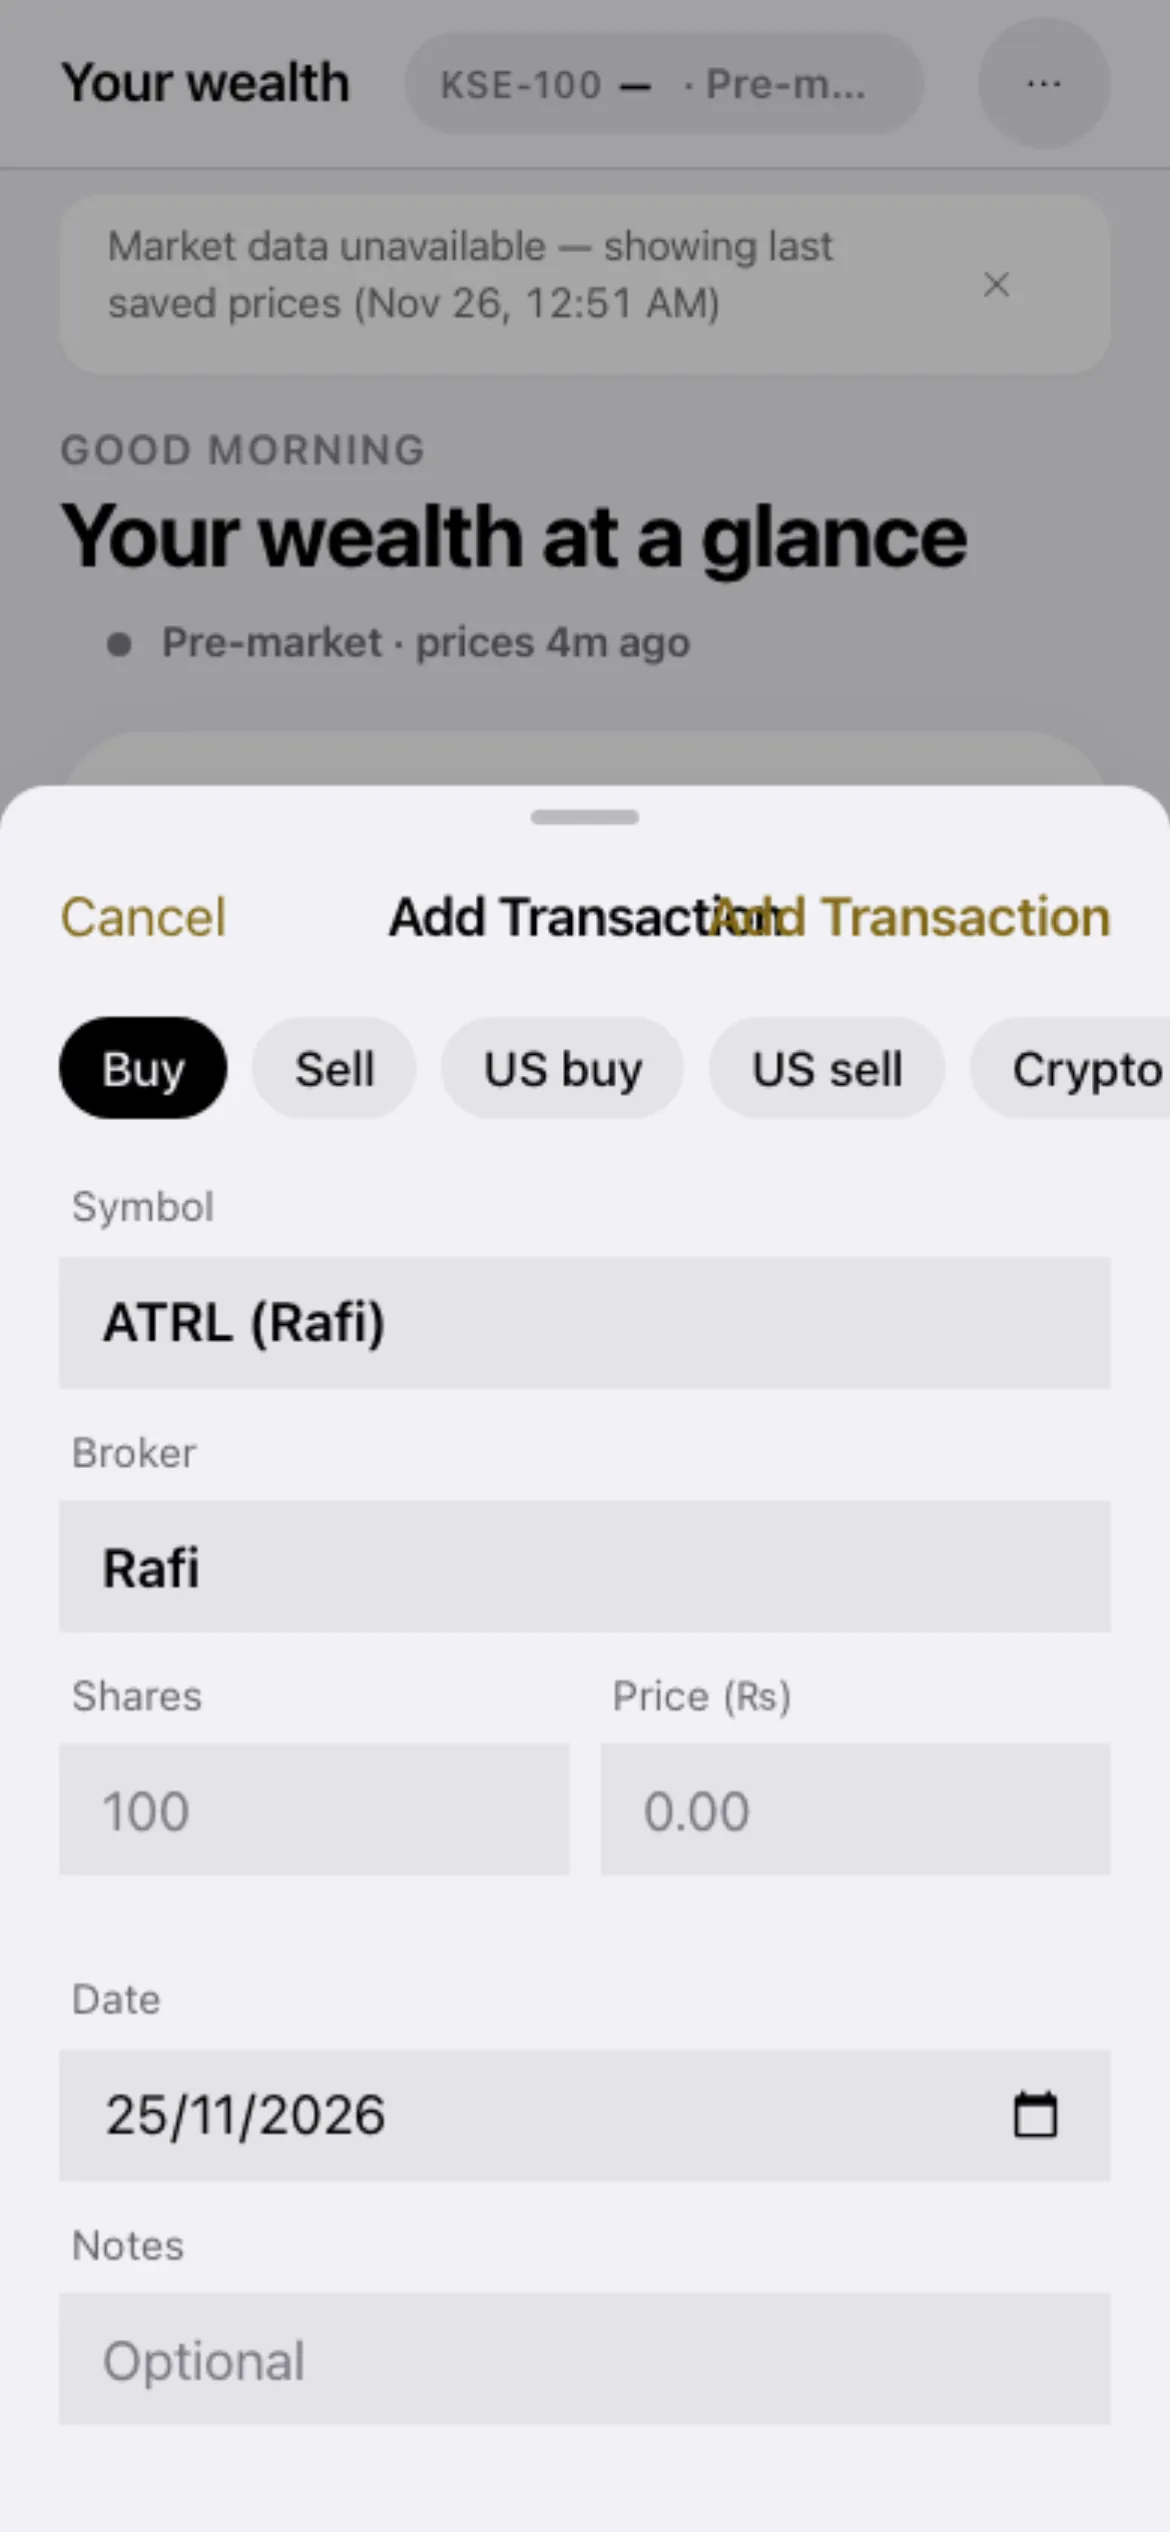 Your wealth
KSE-100 — · Pre-m...
...
Market data unavailable — showing last
saved prices (Nov 26, 12:51 AM)
GOOD MORNING
Your wealth at a glance
Pre-market · prices 4m ago
Cancel
Add Transaction
Add Transaction
Buy
Sell
US buy
US sell
Crypto
Symbol
ATRL (Rafi)
Broker
Rafi
Shares
Price (Rs)
100
0.00
Date
25/11/2026
Notes
Optional